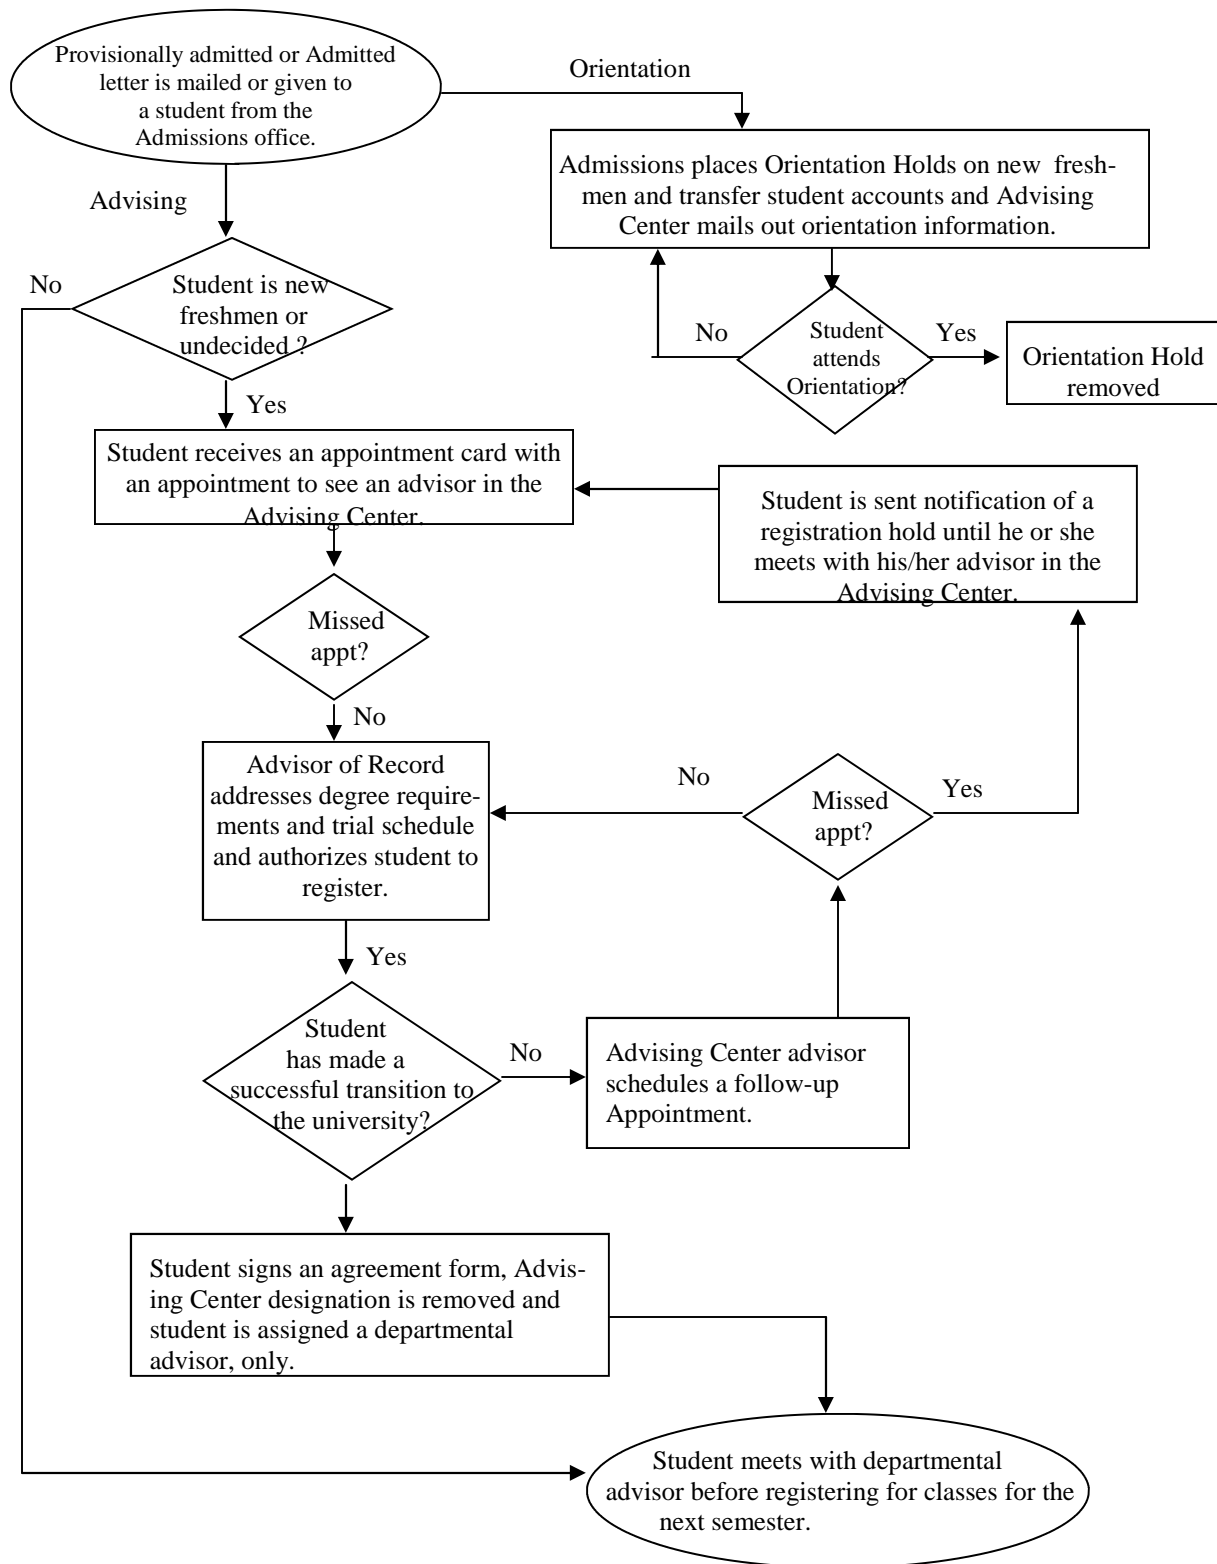 Provisionally admitted or Admitted
letter is mailed or given to
a student from the
Admissions office.
Orientation
Admissions places Orientation Holds on new  fresh-
men and transfer student accounts and Advising
Center mails out orientation information.
Advising
No
Student is new
freshmen or
undecided ?
No
Student
attends
Orientation?
Yes
Orientation Hold
removed
Yes
Student receives an appointment card with
an appointment to see an advisor in the
Advising Center.
Student is sent notification of a
registration hold until he or she
meets with his/her advisor in the
Advising Center.
Missed
appt?
No
Advisor of Record
addresses degree require-
ments and trial schedule
and authorizes student to
register.
No
Missed
appt?
Yes
Yes
Student
has made a
successful transition to
the university?
No
Advising Center advisor
schedules a follow-up
Appointment.
Student signs an agreement form, Advis-
ing Center designation is removed and
student is assigned a departmental
advisor, only.
Student meets with departmental
advisor before registering for classes for the
next semester.